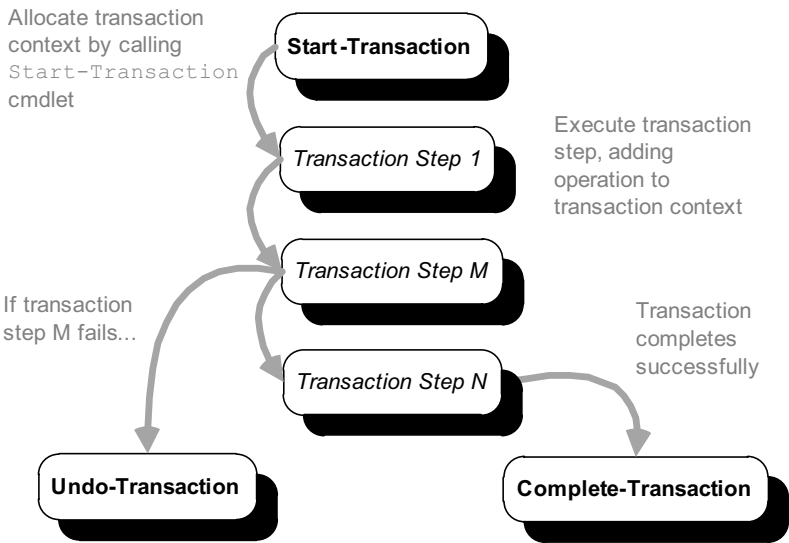 Allocate transaction
context by calling
Start-Transaction
cmdlet
Start-Transaction
Transaction Step 1
Execute transaction
step, adding
operation to
transaction context
Transaction Step M
If transaction
step M fails...
Transaction
completes
successfully
Transaction Step N
Undo-Transaction
Complete-Transaction